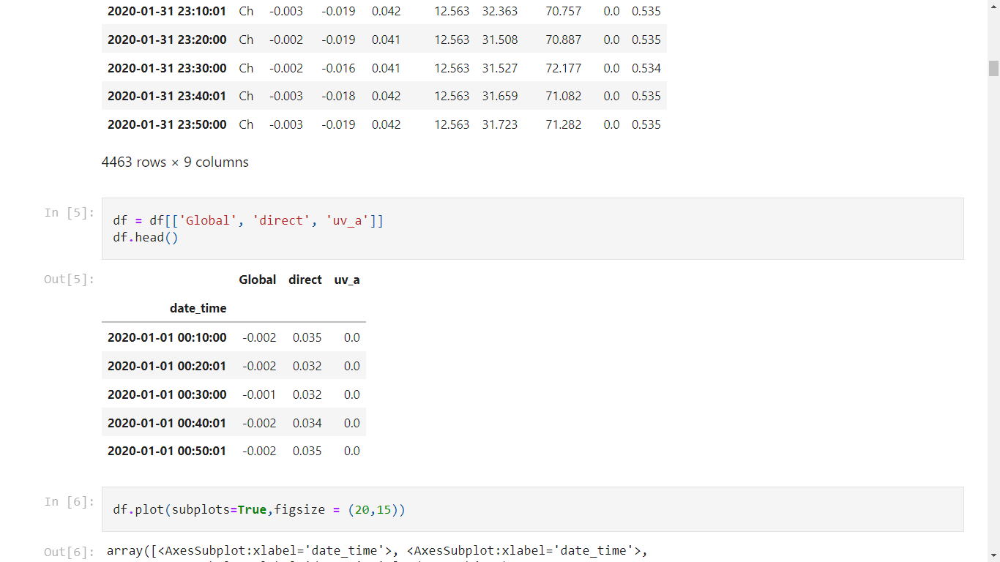 2020-01-31 23:10:01 Ch -0.003 -0.019 0.042 12.563 32.363 70.757 0.0 0.535
2020-01-31 23:20:00 Ch -0.002 -0.019 0.041 12.563 31.508 70.887 0.0 0.535
2020-01-31 23:30:00 Ch -0.002 -0.016 0.041 12.563 31.527 72.177 0.0 0.534
2020-01-31 23:40:01 Ch -0.003 -0.018 0.042 12.563 31.659 71.082 0.0 0.535
2020-01-31 23:50:00 Ch -0.003 -0.019 0.042 12.563 31.723 71.282 0.0 0.535
4463 rows × 9 columns
In [5]:
df = df[['Global', 'direct', 'uv_a']]
df.head()
Out[5]:
Global direct uv_a
date_time
2020-01-01 00:10:00 -0.002 0.035 0.0
2020-01-01 00:20:01 -0.002 0.032 0.0
2020-01-01 00:30:00 -0.001 0.032 0.0
2020-01-01 00:40:01 -0.002 0.034 0.0
2020-01-01 00:50:01 -0.002 0.035 0.0
In [6]:
df.plot(subplots=True,figsize = (20,15))
Out[6]:
array([<AxesSubplot:xlabel='date_time'>, <AxesSubplot:xlabel='date_time'>,